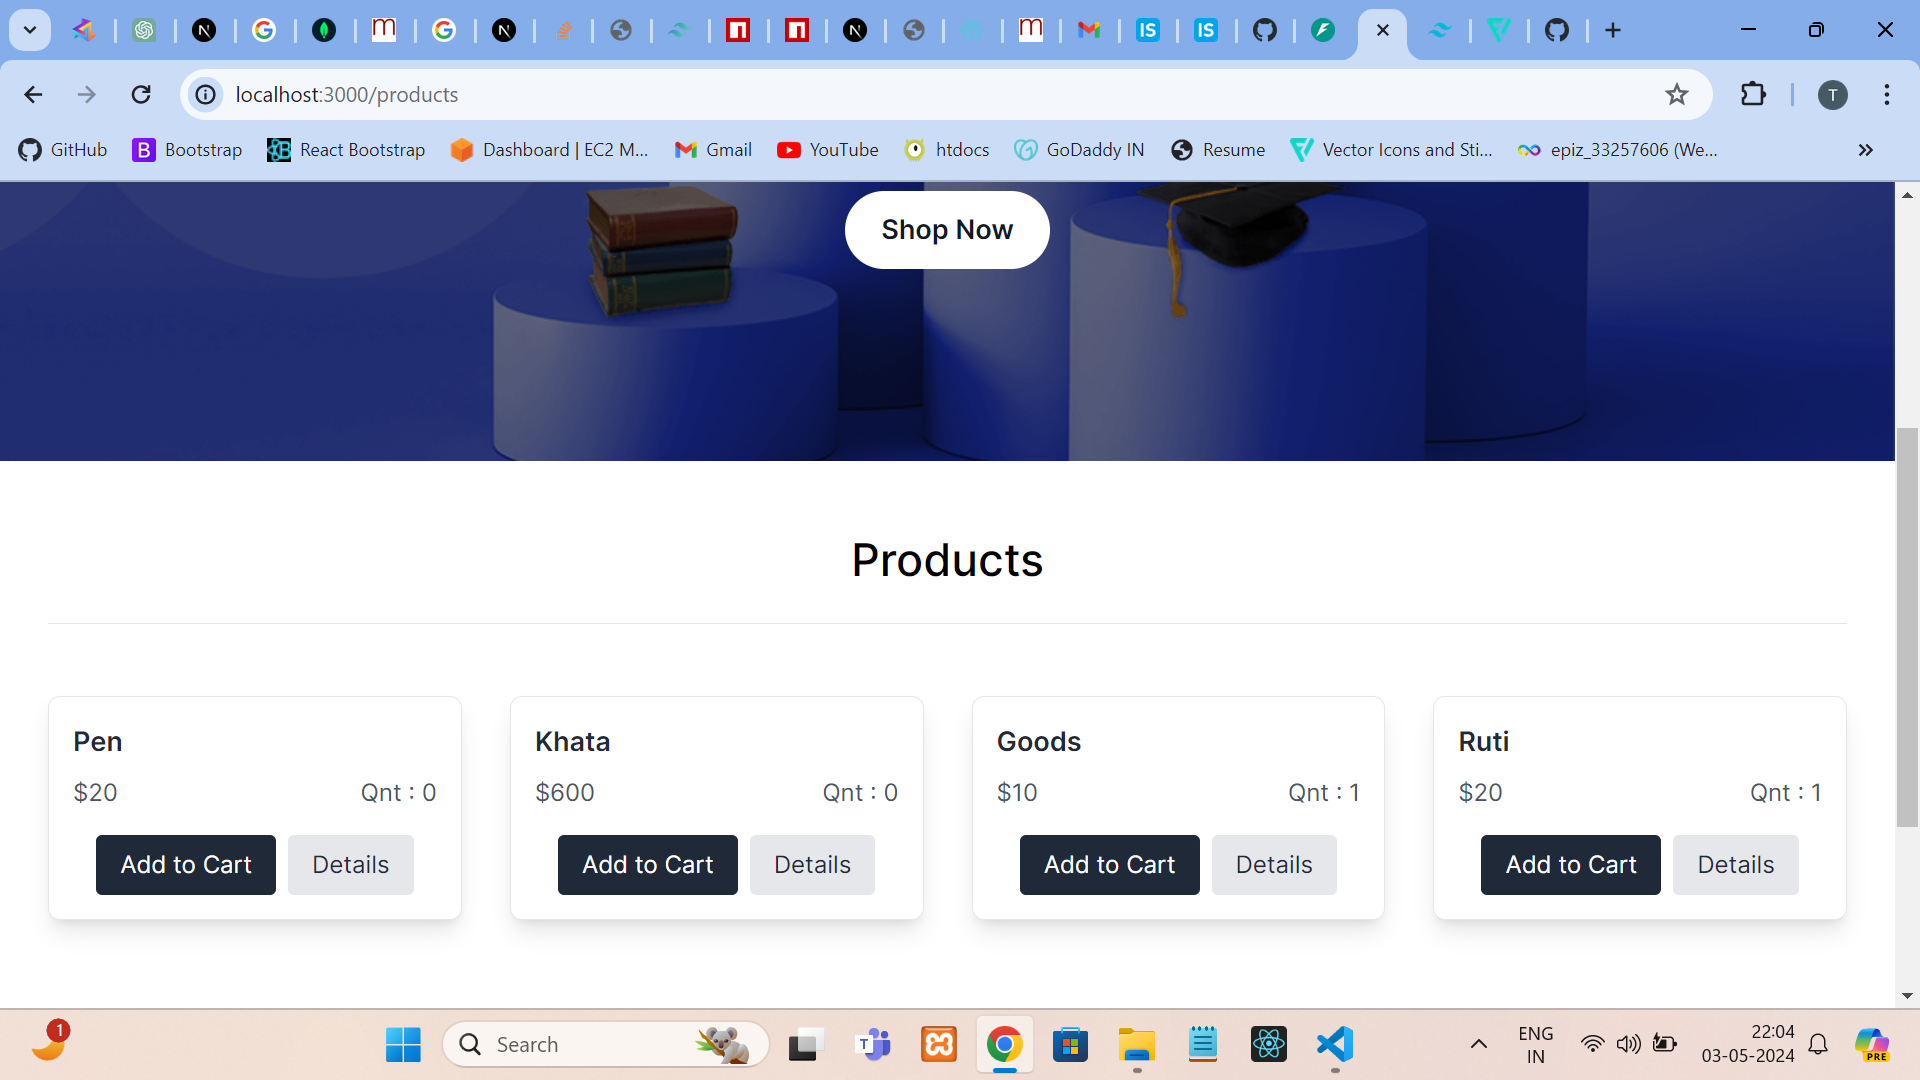 localhost:3000/products
GitHub Bootstrap React Bootstrap Dashboard | EC2 M... Gmail YouTube htdocs GoDaddy IN Resume Vector Icons and Sti... epiz_33257606 (We...
Shop Now
Products
Pen
$20 Qnt : 0
Add to Cart Details
Khata
$600 Qnt : 0
Add to Cart Details
Goods
$10 Qnt : 1
Add to Cart Details
Ruti
$20 Qnt : 1
Add to Cart Details
1
Search
ENG
IN
22:04
03-05-2024
PRE